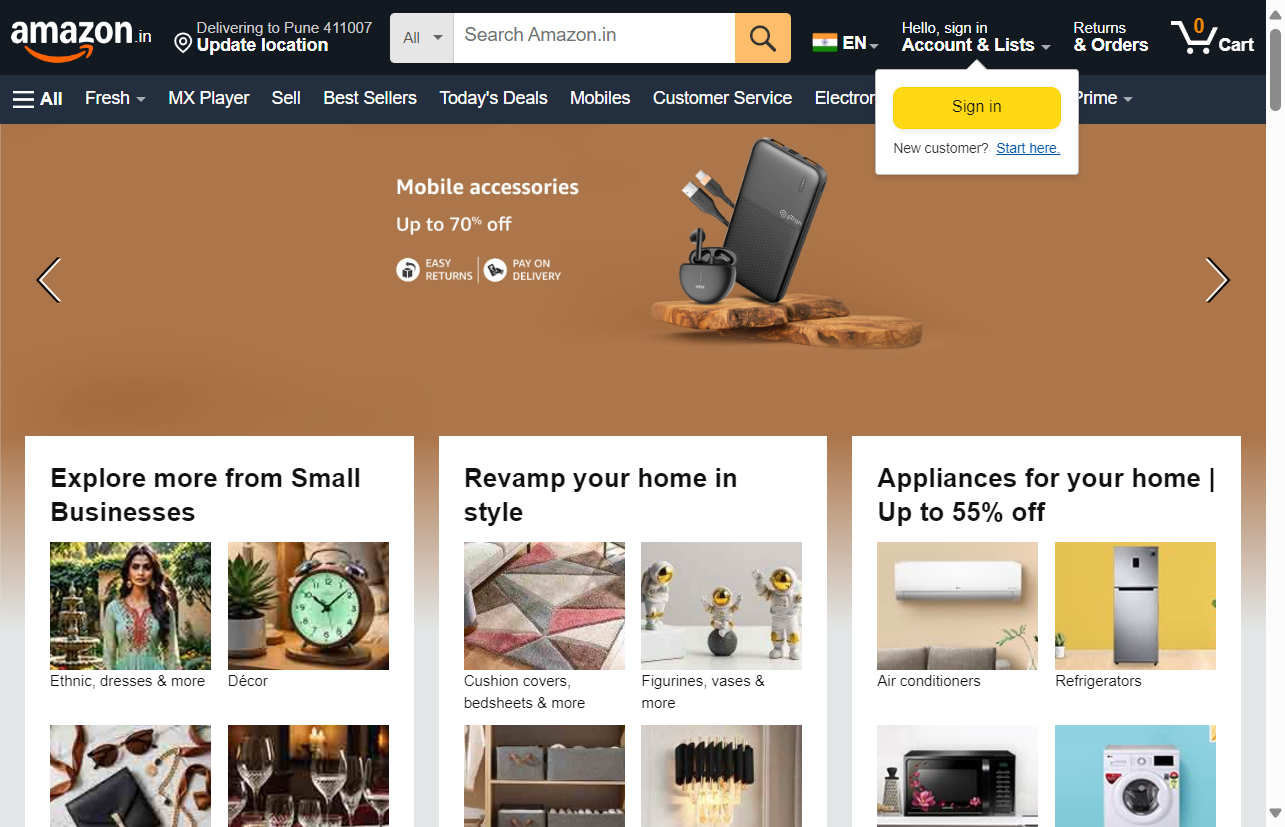 amazon.in
Delivering to Pune 411007
Update location
All
Search Amazon.in
EN
Hello, sign in
Account & Lists
Returns
& Orders
0
Cart
All
Fresh
MX Player
Sell
Best Sellers
Today's Deals
Mobiles
Customer Service
Electron
Prime
Sign in
New customer? Start here.
Mobile accessories
Up to 70% off
EASY
RETURNS
PAY ON
DELIVERY
pTron
Explore more from Small
Businesses
Revamp your home in
style
Appliances for your home |
Up to 55% off
Ethnic, dresses & more
Décor
Cushion covers,
bedsheets & more
Figurines, vases &
more
Air conditioners
Refrigerators